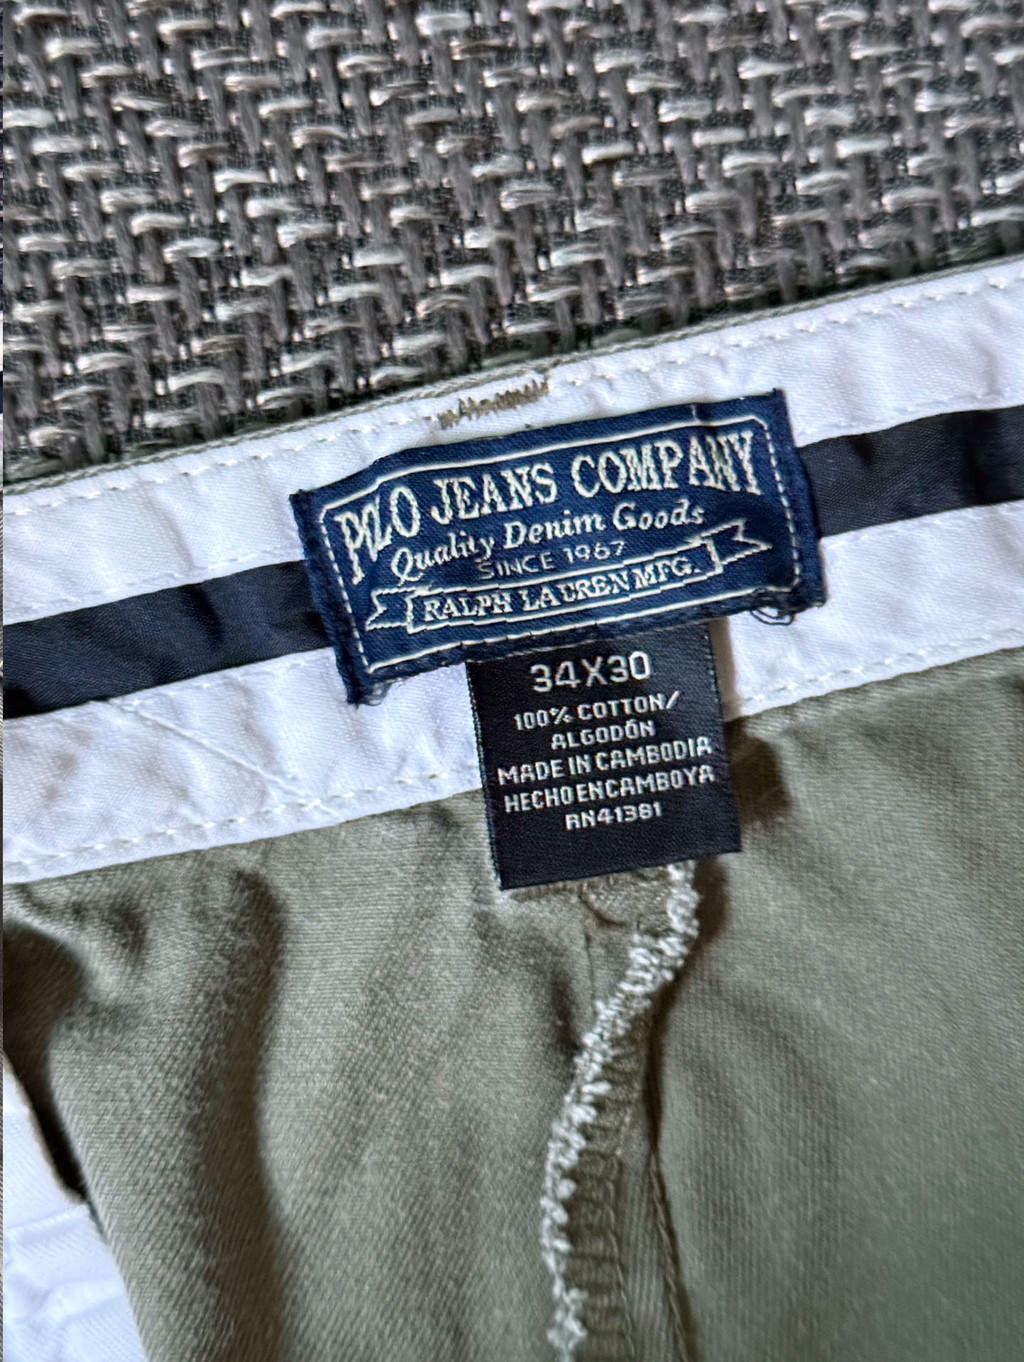 POLO JEANS COMPANY
Quality Denim Goods
SINCE 1967
RALPH LAUREN MFG.
34X30
100% COTTON/
ALGODÓN
MADE IN CAMBODIA
HECHO EN CAMBOYA
RN41381